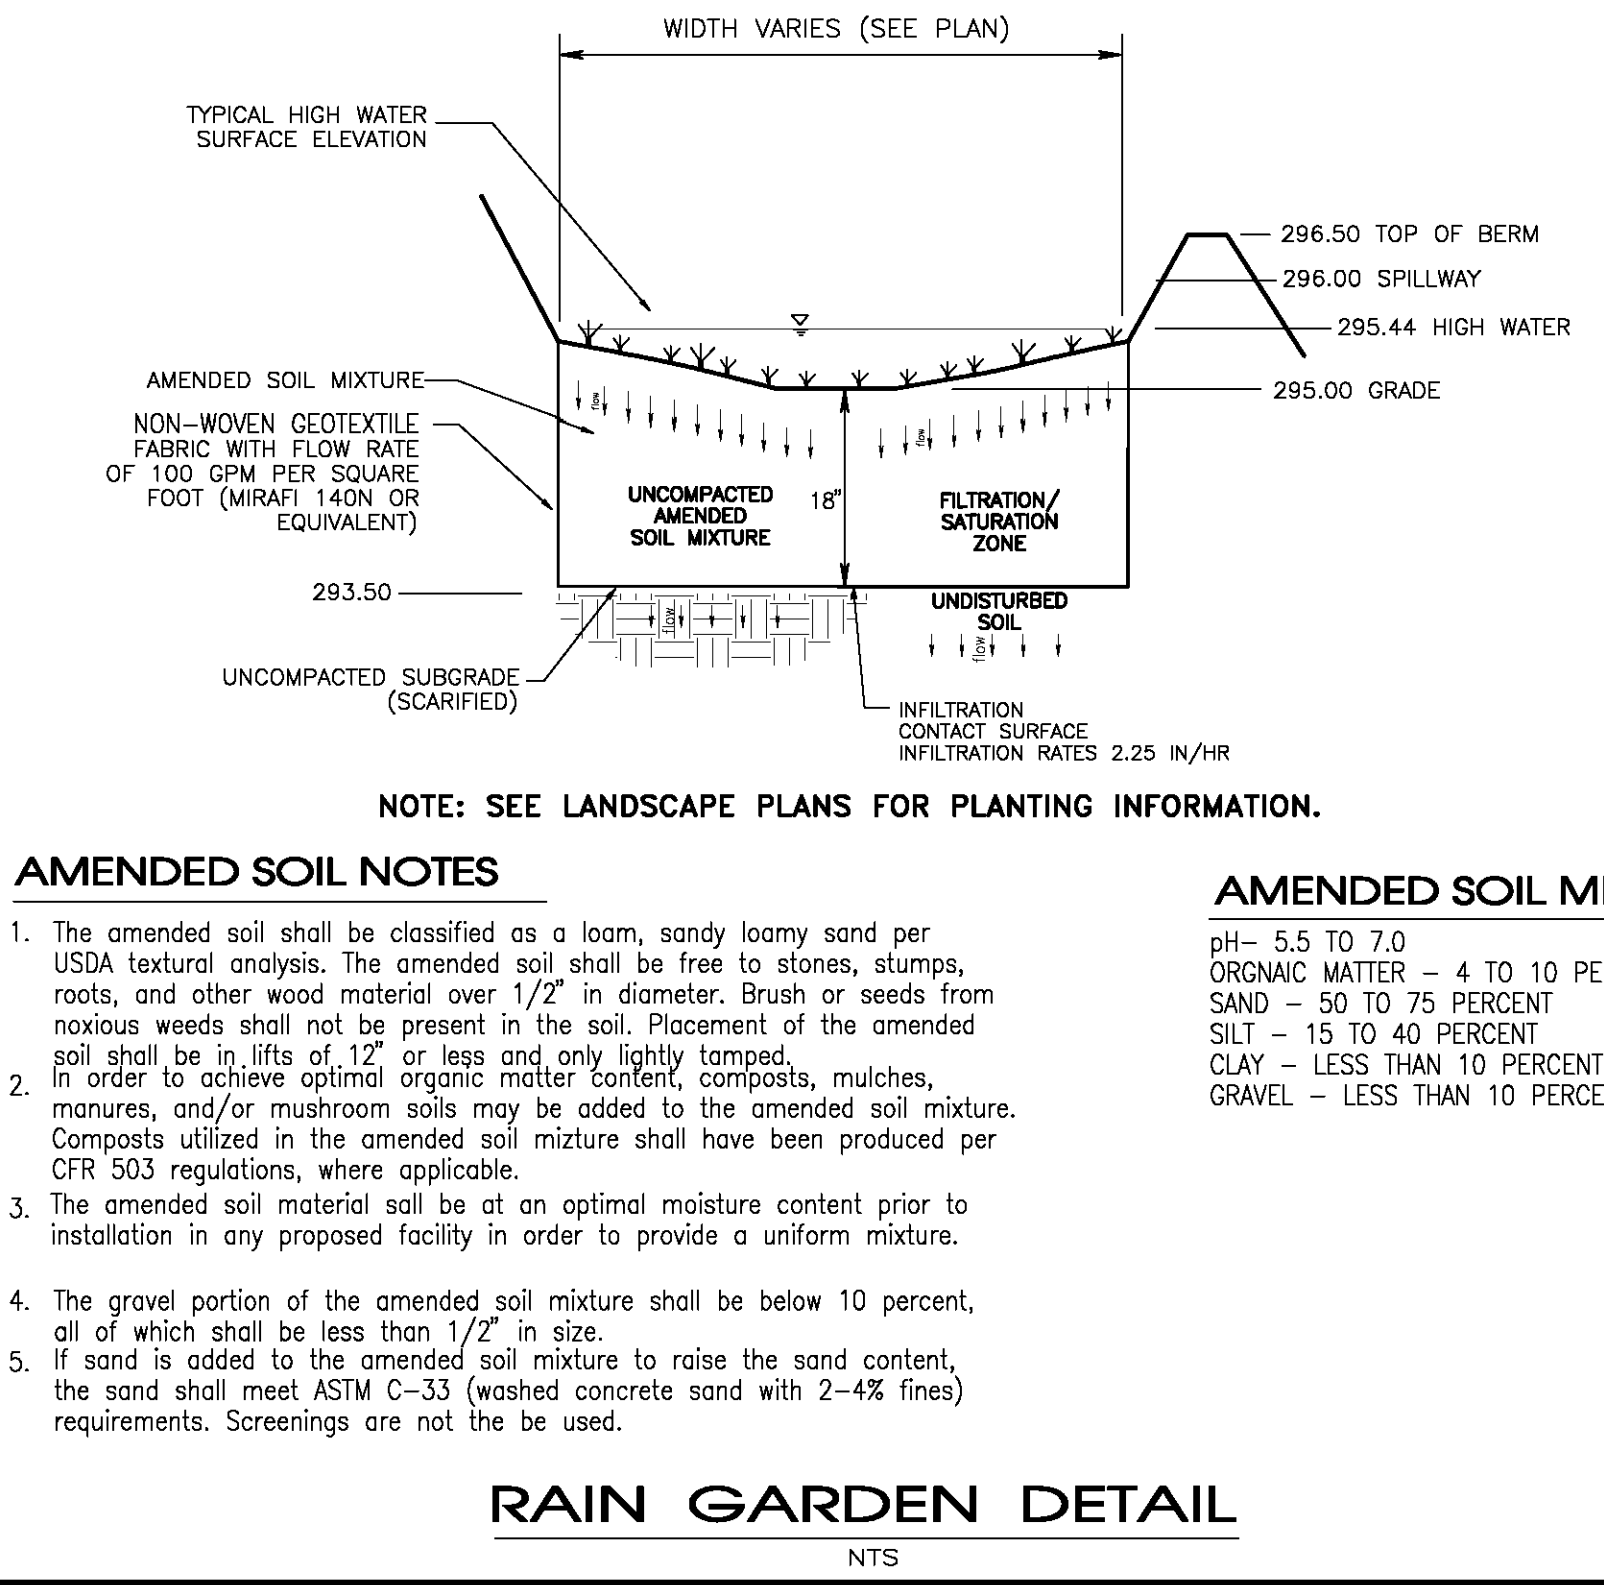 WIDTH VARIES (SEE PLAN)
TYPICAL HIGH WATER
SURFACE ELEVATION
296.50 TOP OF BERM
296.00 SPILLWAY
295.44 HIGH WATER
295.00 GRADE
AMENDED SOIL MIXTURE
NON-WOVEN GEOTEXTILE
FABRIC WITH FLOW RATE
OF 100 GPM PER SQUARE
FOOT (MIRAFI 140N OR
EQUIVALENT)
flow
flow
UNCOMPACTED
AMENDED
SOIL MIXTURE
18"
FILTRATION/
SATURATION
ZONE
293.50
UNDISTURBED
SOIL
flow
flow
UNCOMPACTED SUBGRADE
(SCARIFIED)
INFILTRATION
CONTACT SURFACE
INFILTRATION RATES 2.25 IN/HR
NOTE: SEE LANDSCAPE PLANS FOR PLANTING INFORMATION.
AMENDED SOIL NOTES
1. The amended soil shall be classified as a loam, sandy loamy sand per
USDA textural analysis. The amended soil shall be free to stones, stumps,
roots, and other wood material over 1/2" in diameter. Brush or seeds from
noxious weeds shall not be present in the soil. Placement of the amended
soil shall be in lifts of 12" or less and only lightly tamped.
2. In order to achieve optimal organic matter content, composts, mulches,
manures, and/or mushroom soils may be added to the amended soil mixture.
Composts utilized in the amended soil mizture shall have been produced per
CFR 503 regulations, where applicable.
3. The amended soil material sall be at an optimal moisture content prior to
installation in any proposed facility in order to provide a uniform mixture.
4. The gravel portion of the amended soil mixture shall be below 10 percent,
all of which shall be less than 1/2" in size.
5. If sand is added to the amended soil mixture to raise the sand content,
the sand shall meet ASTM C-33 (washed concrete sand with 2-4% fines)
requirements. Screenings are not the be used.
AMENDED SOIL MI
pH- 5.5 TO 7.0
ORGNAIC MATTER - 4 TO 10 PE
SAND - 50 TO 75 PERCENT
SILT - 15 TO 40 PERCENT
CLAY - LESS THAN 10 PERCENT
GRAVEL - LESS THAN 10 PERCE
RAIN GARDEN DETAIL
NTS